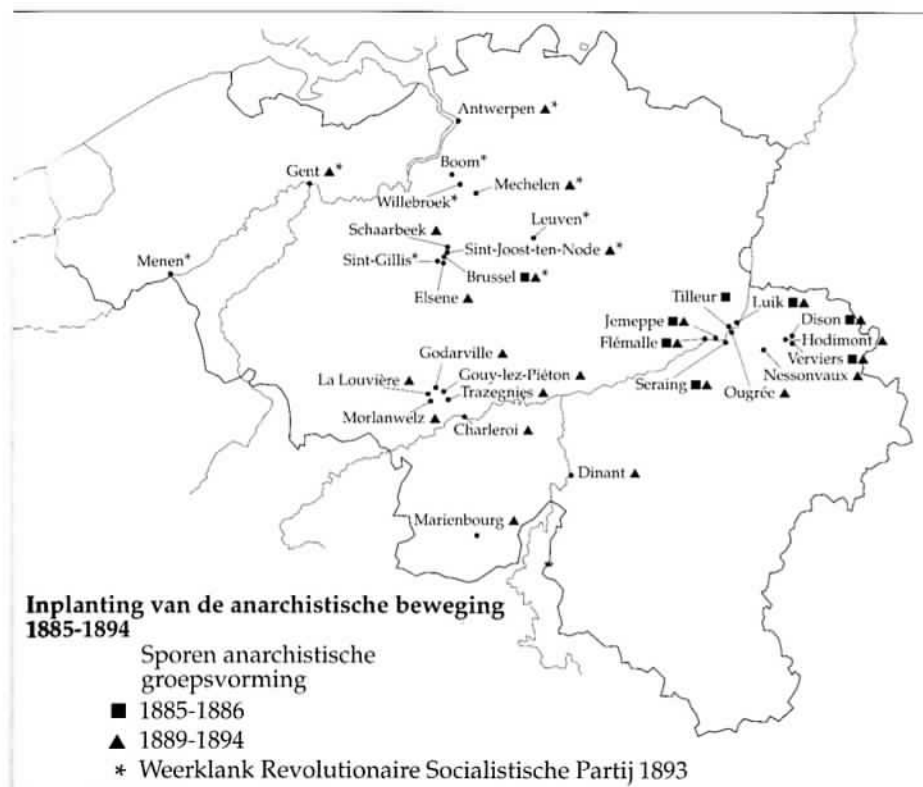 Antwerpen ▲*
Boom*
Gent ▲*
Mechelen ▲*
Willebroek*
Leuven*
Schaarbeek ▲
Sint-Joost-ten-Node ▲*
Menen*
Sint-Gillis*
Brussel ■▲*
Elsene ▲
Tilleur ■
Luik ■▲
Jemeppe ■▲
Dison ■▲
Flémalle ■▲
Hodimont ▲
Verviers ■▲
Godarville ▲
Nessonvaux ▲
La Louvière ▲
Gouy-lez-Piéton ▲
Seraing ■▲
Ougrée ▲
Trazegnies ▲
Morlanwelz ▲
Charleroi ▲
Dinant ▲
Marienbourg ▲
Inplanting van de anarchistische beweging
1885-1894
Sporen anarchistische
groepsvorming
■ 1885-1886
▲ 1889-1894
* Weerklank Revolutionaire Socialistische Partij 1893